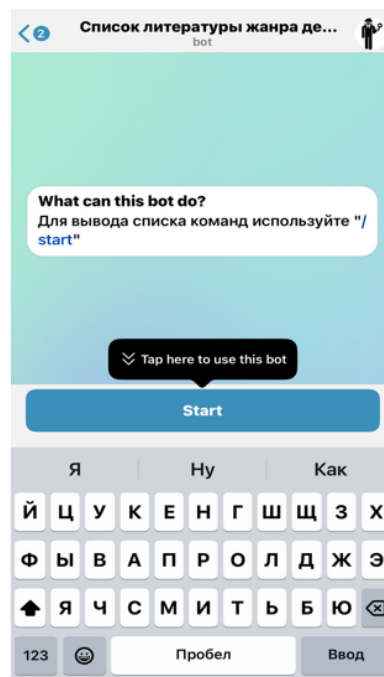 2
Список литературы жанра де...
bot
What can this bot do?
Для вывода списка команд используйте "/
start"
Tap here to use this bot
Start
Я Ну Как
Й Ц У К Е Н Г Ш Щ З Х
Ф Ы В А П Р О Л Д Ж Э
Я Ч С М И Т Ь Б Ю
123 Пробел Ввод